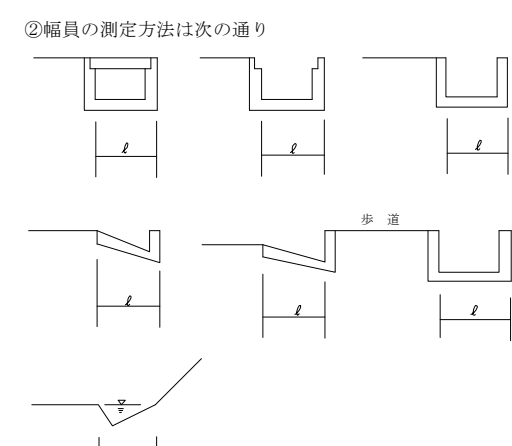 ②幅員の測定方法は次の通り
ℓ ℓ ℓ
歩 道
ℓ ℓ ℓ